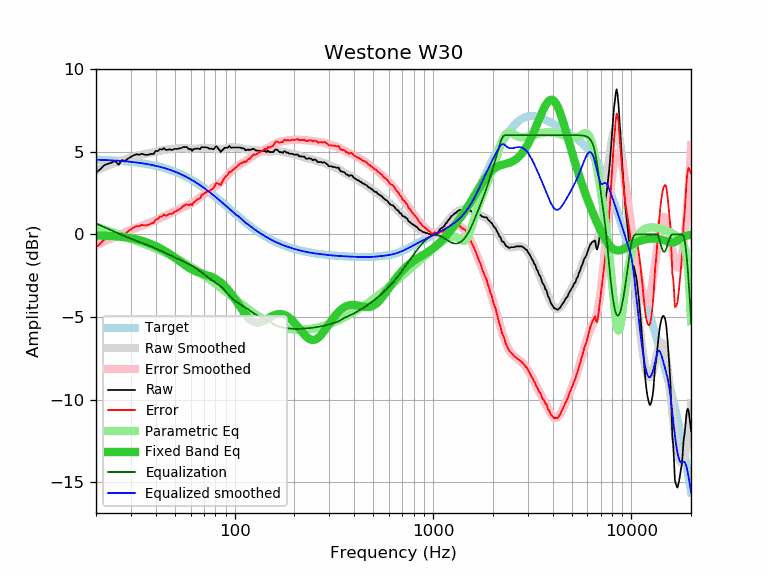 Westone W30
10
5
0
−5
−10
−15
Amplitude (dBr)
Target
Raw Smoothed
Error Smoothed
Raw
Error
Parametric Eq
Fixed Band Eq
Equalization
Equalized smoothed
100
1000
10000
Frequency (Hz)